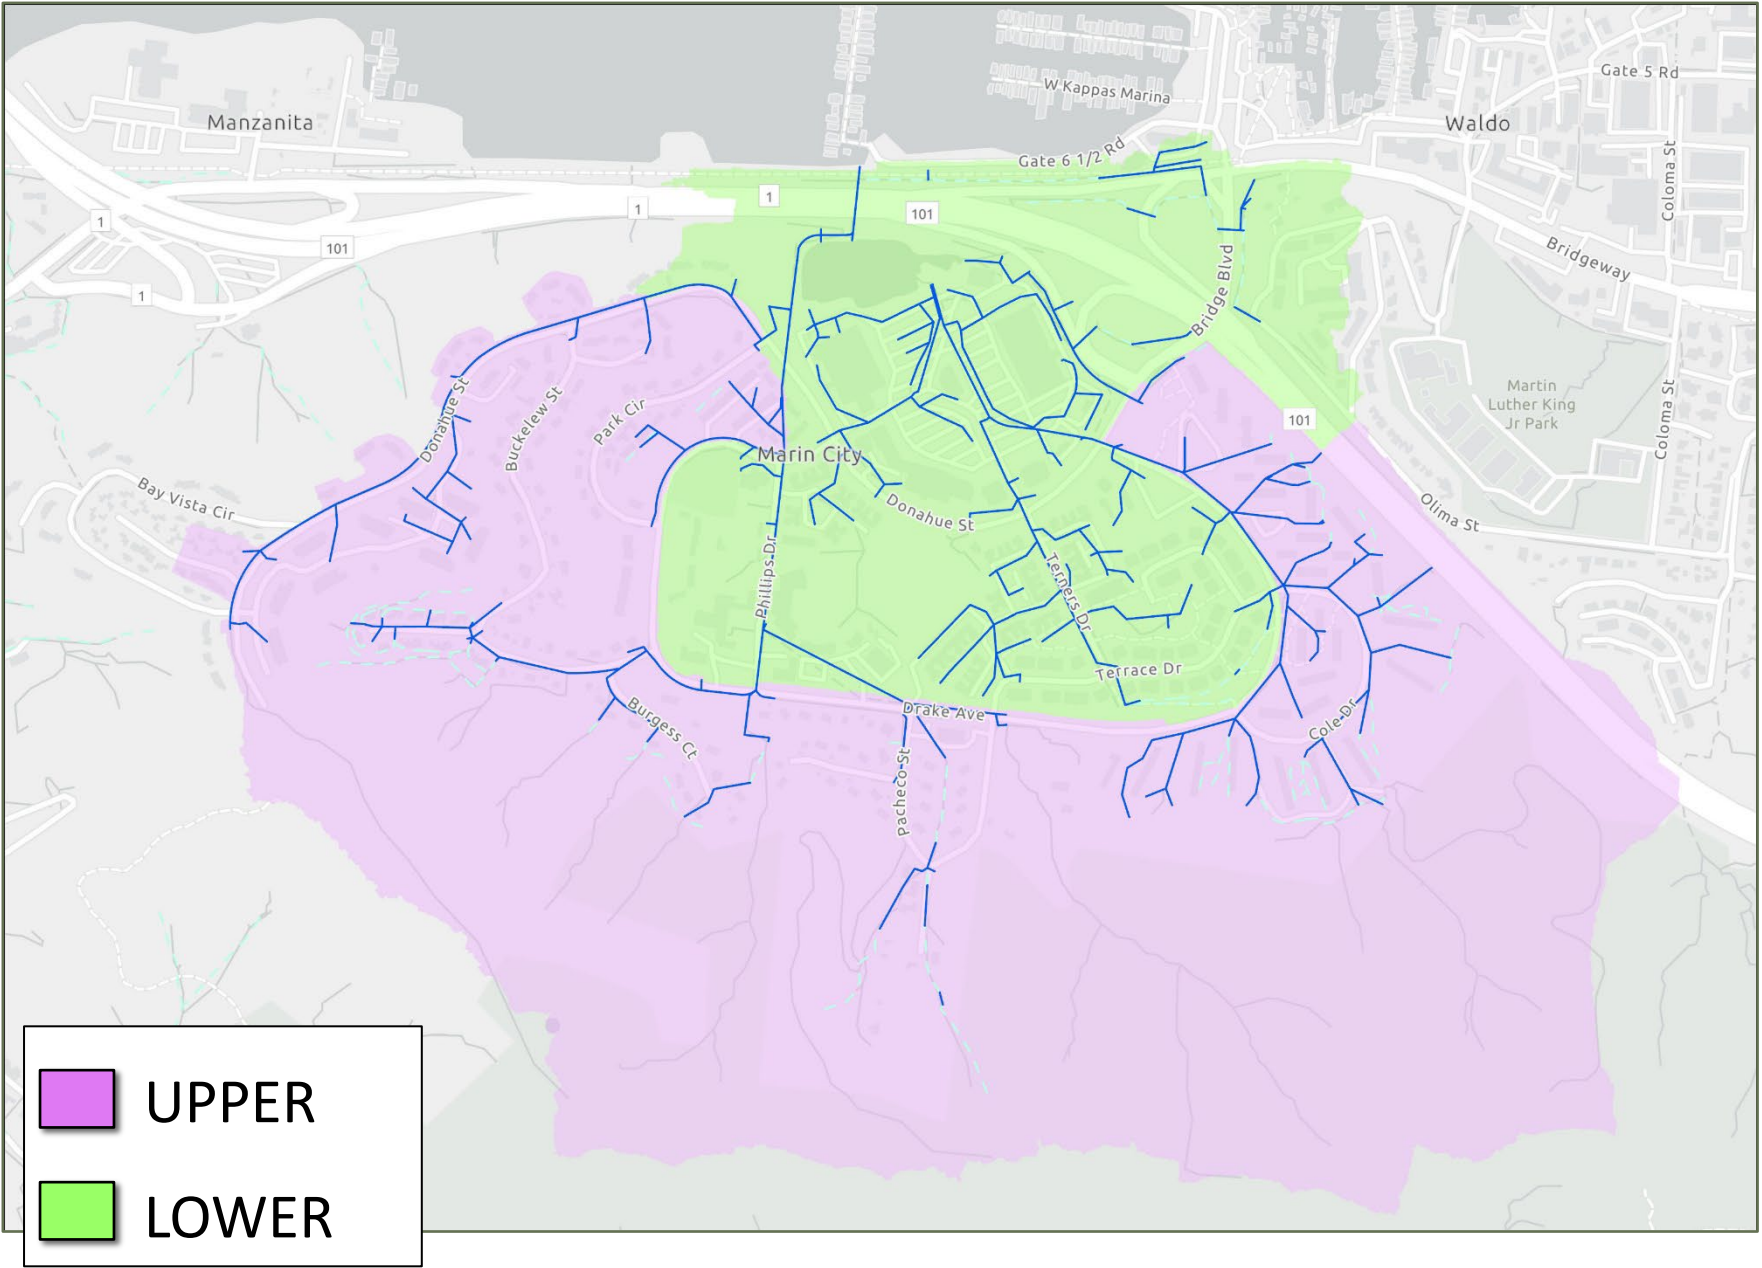 Gate 5 Rd
W Kappas Marina
Manzanita
Waldo
Gate 6 1/2 Rd
Coloma St
1
1
101
1
101
Bridgeway
Bridge Blvd
1
Martin
Luther King
Jr Park
Donahue St
Buckelew St
Park Cir
101
Coloma St
Marin City
Bay Vista Cir
Donahue St
Olima St
Phillips Dr
Terners Dr
Terrace Dr
Drake Ave
Burgess Ct
Cole Dr
Pacheco St
UPPER
LOWER